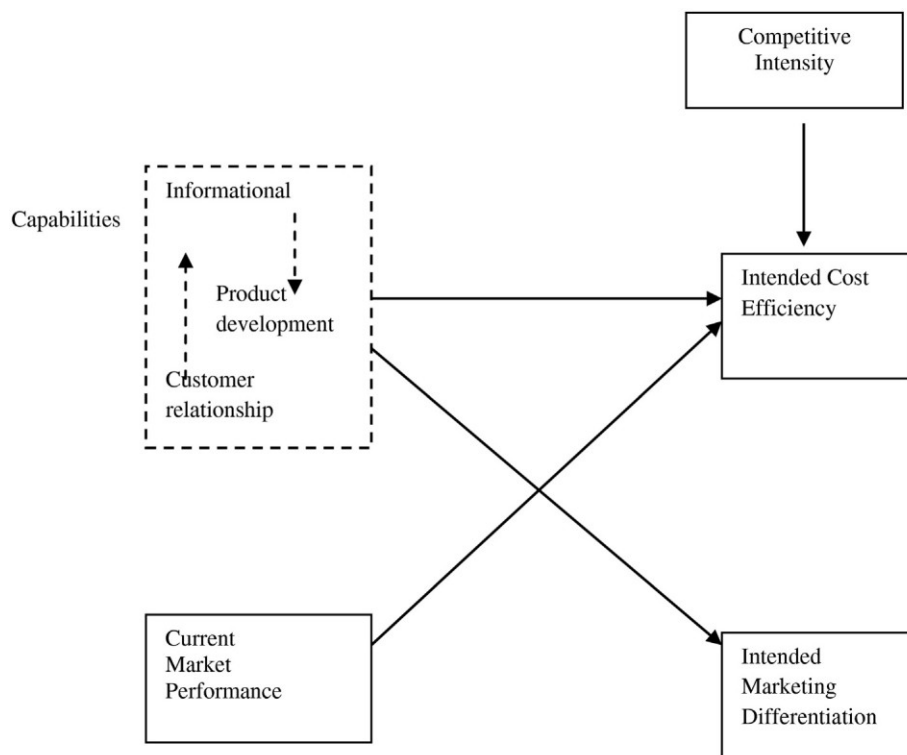 Competitive
Intensity
Capabilities
Informational
Product
development
Customer
relationship
Intended Cost
Efficiency
Current
Market
Performance
Intended
Marketing
Differentiation